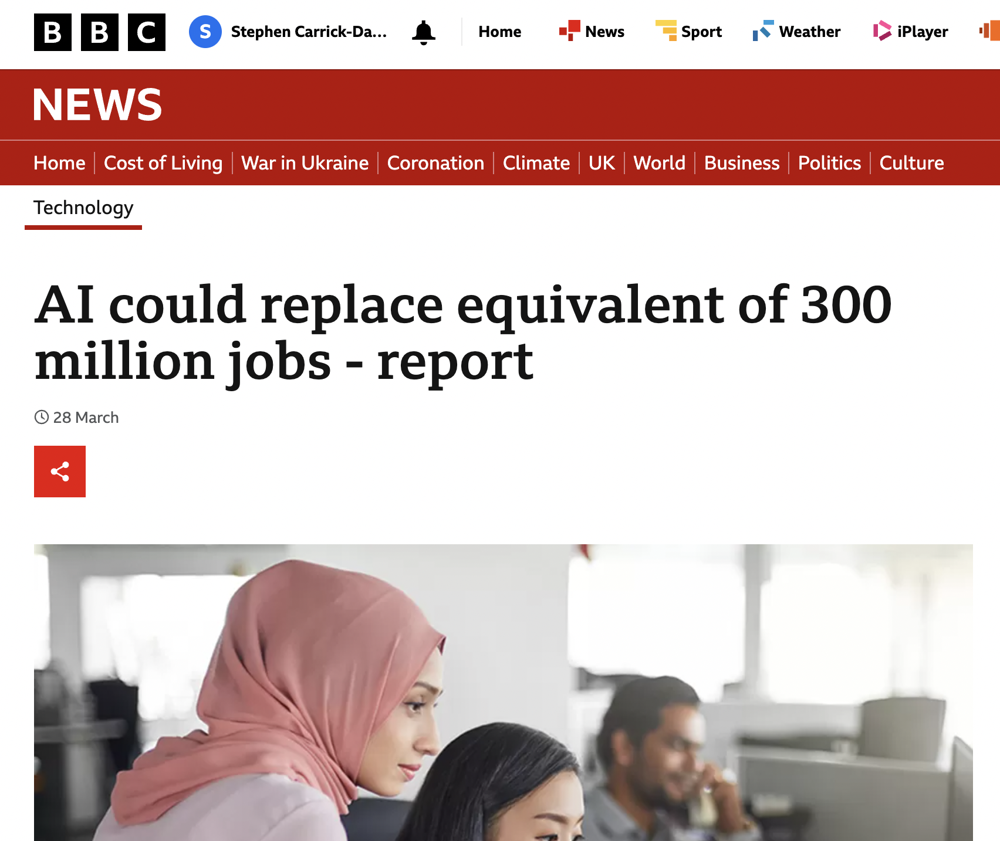 BBC S Stephen Carrick-Da... Home News Sport Weather iPlayer
NEWS
Home Cost of Living War in Ukraine Coronation Climate UK World Business Politics Culture
Technology
AI could replace equivalent of 300
million jobs - report
28 March